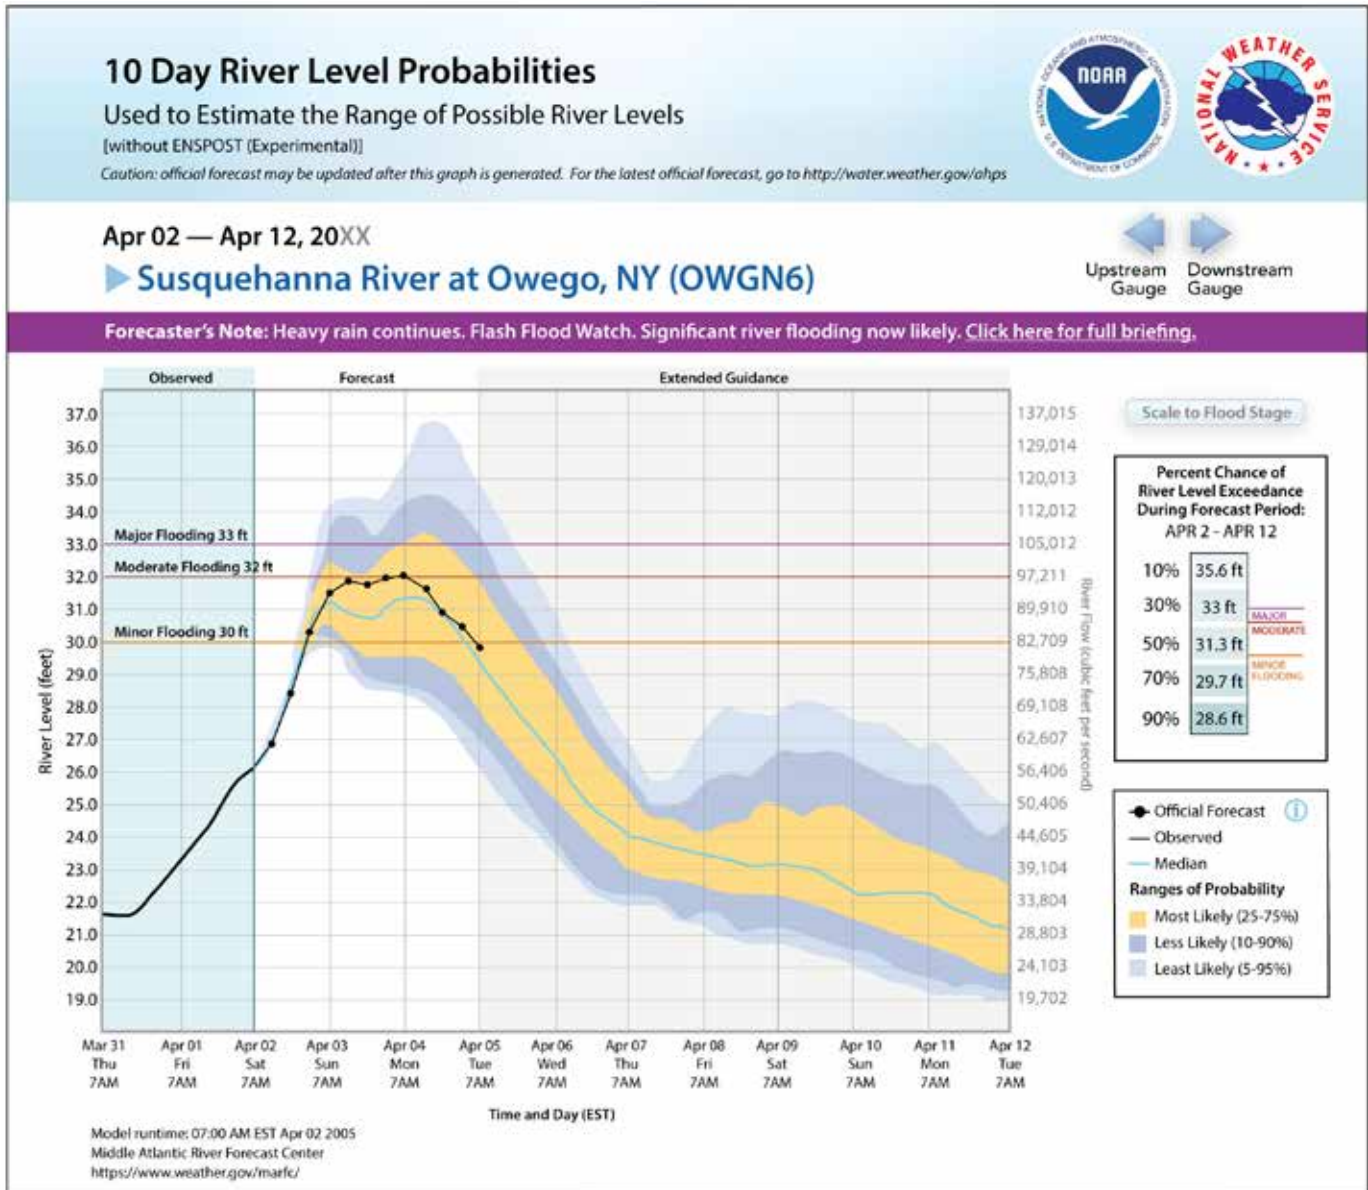 10 Day River Level Probabilities
Used to Estimate the Range of Possible River Levels
[without ENSPOST (Experimental)]
Caution: official forecast may be updated after this graph is generated. For the latest official forecast, go to http://water.weather.gov/ahps
NATIONAL OCEANIC AND ATMOSPHERIC ADMINISTRATION
NOAA
U.S. DEPARTMENT OF COMMERCE
NATIONAL WEATHER SERVICE
Apr 02 — Apr 12, 20XX
Susquehanna River at Owego, NY (OWGN6)
Upstream Gauge
Downstream Gauge
Forecaster's Note: Heavy rain continues. Flash Flood Watch. Significant river flooding now likely. Click here for full briefing.
Observed
Forecast
Extended Guidance
River Level (feet)
37.0
36.0
35.0
34.0
33.0
32.0
31.0
30.0
29.0
28.0
27.0
26.0
25.0
24.0
23.0
22.0
21.0
20.0
19.0
Major Flooding 33 ft
Moderate Flooding 32 ft
Minor Flooding 30 ft
137,015
129,014
120,013
112,012
105,012
97,211
89,910
82,709
75,808
69,108
62,607
56,406
50,406
44,605
39,104
33,804
28,803
24,103
19,702
River Flow (cubic feet per second)
Mar 31 Thu 7AM
Apr 01 Fri 7AM
Apr 02 Sat 7AM
Apr 03 Sun 7AM
Apr 04 Mon 7AM
Apr 05 Tue 7AM
Apr 06 Wed 7AM
Apr 07 Thu 7AM
Apr 08 Fri 7AM
Apr 09 Sat 7AM
Apr 10 Sun 7AM
Apr 11 Mon 7AM
Apr 12 Tue 7AM
Time and Day (EST)
Scale to Flood Stage
Percent Chance of
River Level Exceedance
During Forecast Period:
APR 2 - APR 12
10% 35.6 ft
30% 33 ft
MAJOR
MODERATE
50% 31.3 ft
MINOR
FLOODING
70% 29.7 ft
90% 28.6 ft
Official Forecast i
Observed
Median
Ranges of Probability
Most Likely (25-75%)
Less Likely (10-90%)
Least Likely (5-95%)
Model runtime: 07:00 AM EST Apr 02 2005
Middle Atlantic River Forecast Center
https://www.weather.gov/marfc/